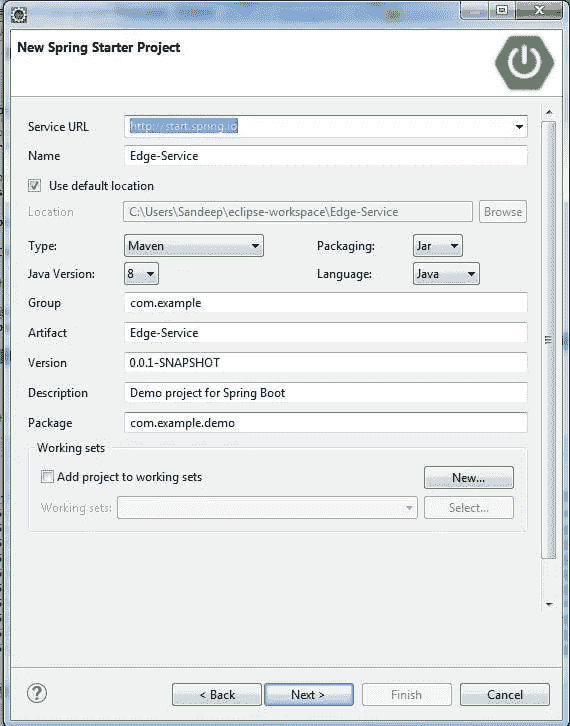 New Spring Starter Project
Service URL http://start.spring.io
Name Edge-Service
Use default location
Location C:\Users\Sandeep\eclipse-workspace\Edge-Service Browse
Type: Maven Packaging: Jar
Java Version: 8 Language: Java
Group com.example
Artifact Edge-Service
Version 0.0.1-SNAPSHOT
Description Demo project for Spring Boot
Package com.example.demo
Working sets
Add project to working sets New...
Working sets: Select...
? < Back Next > Finish Cancel